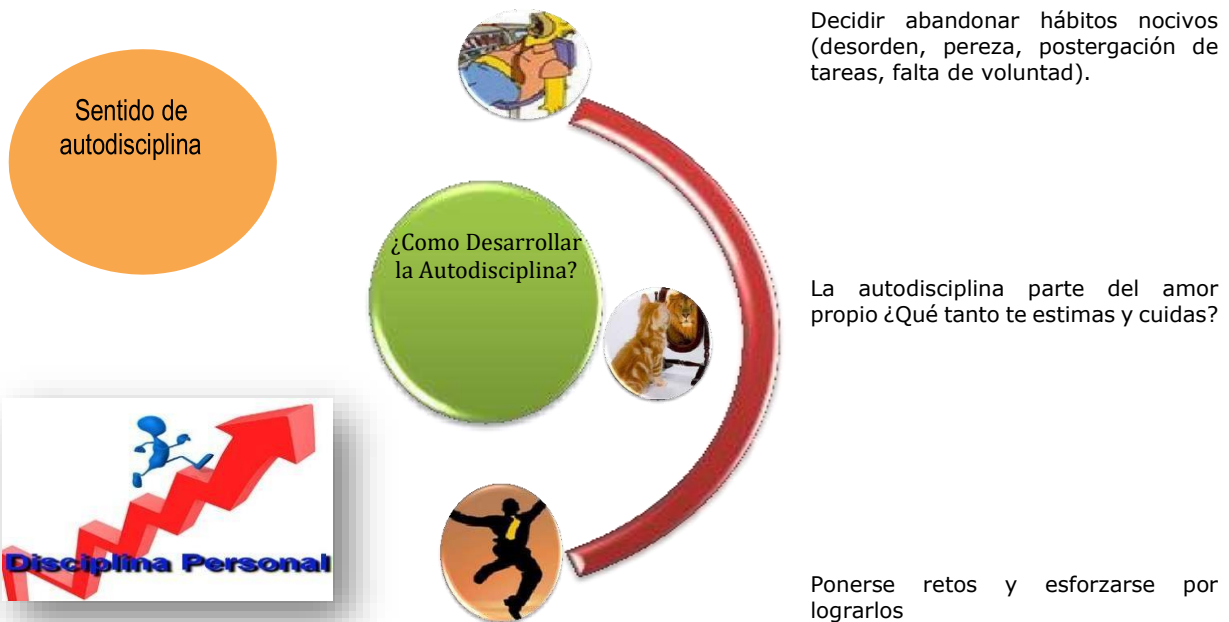 Sentido de
autodisciplina
¿Como Desarrollar
la Autodisciplina?
Decidir abandonar hábitos nocivos
(desorden, pereza, postergación de
tareas, falta de voluntad).
La autodisciplina parte del amor
propio ¿Qué tanto te estimas y cuidas?
Disciplina Personal
Ponerse retos y esforzarse por
lograrlos